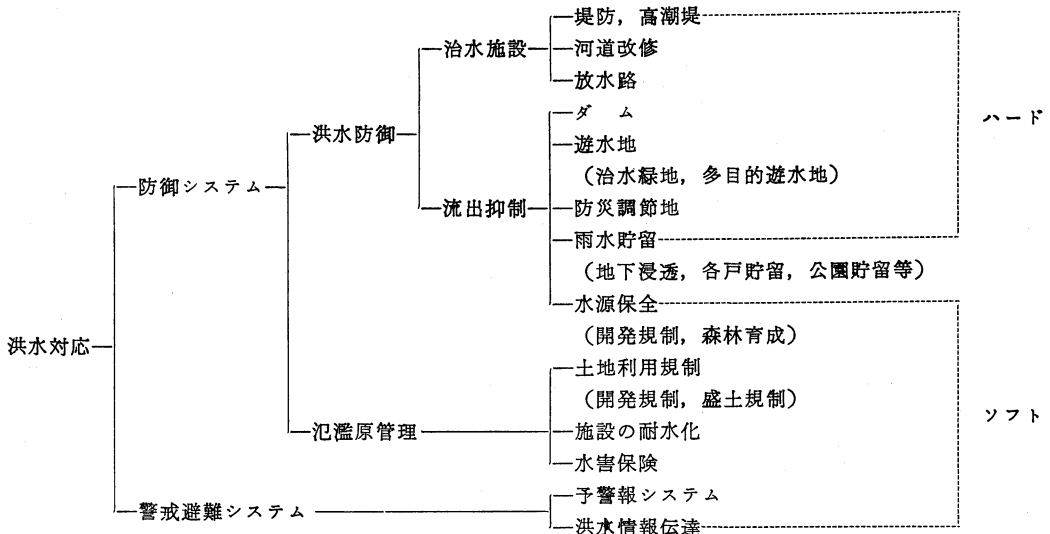 堤防，高潮堤
治水施設
河道改修
放水路
ダム
ハード
洪水防御
遊水地
（治水緑地，多目的遊水地）
防御システム
流出抑制
防災調節地
雨水貯留
（地下浸透，各戸貯留，公園貯留等）
水源保全
（開発規制，森林育成）
洪水対応
土地利用規制
（開発規制，盛土規制）
ソフト
氾濫原管理
施設の耐水化
水害保険
予警報システム
警戒避難システム
洪水情報伝達